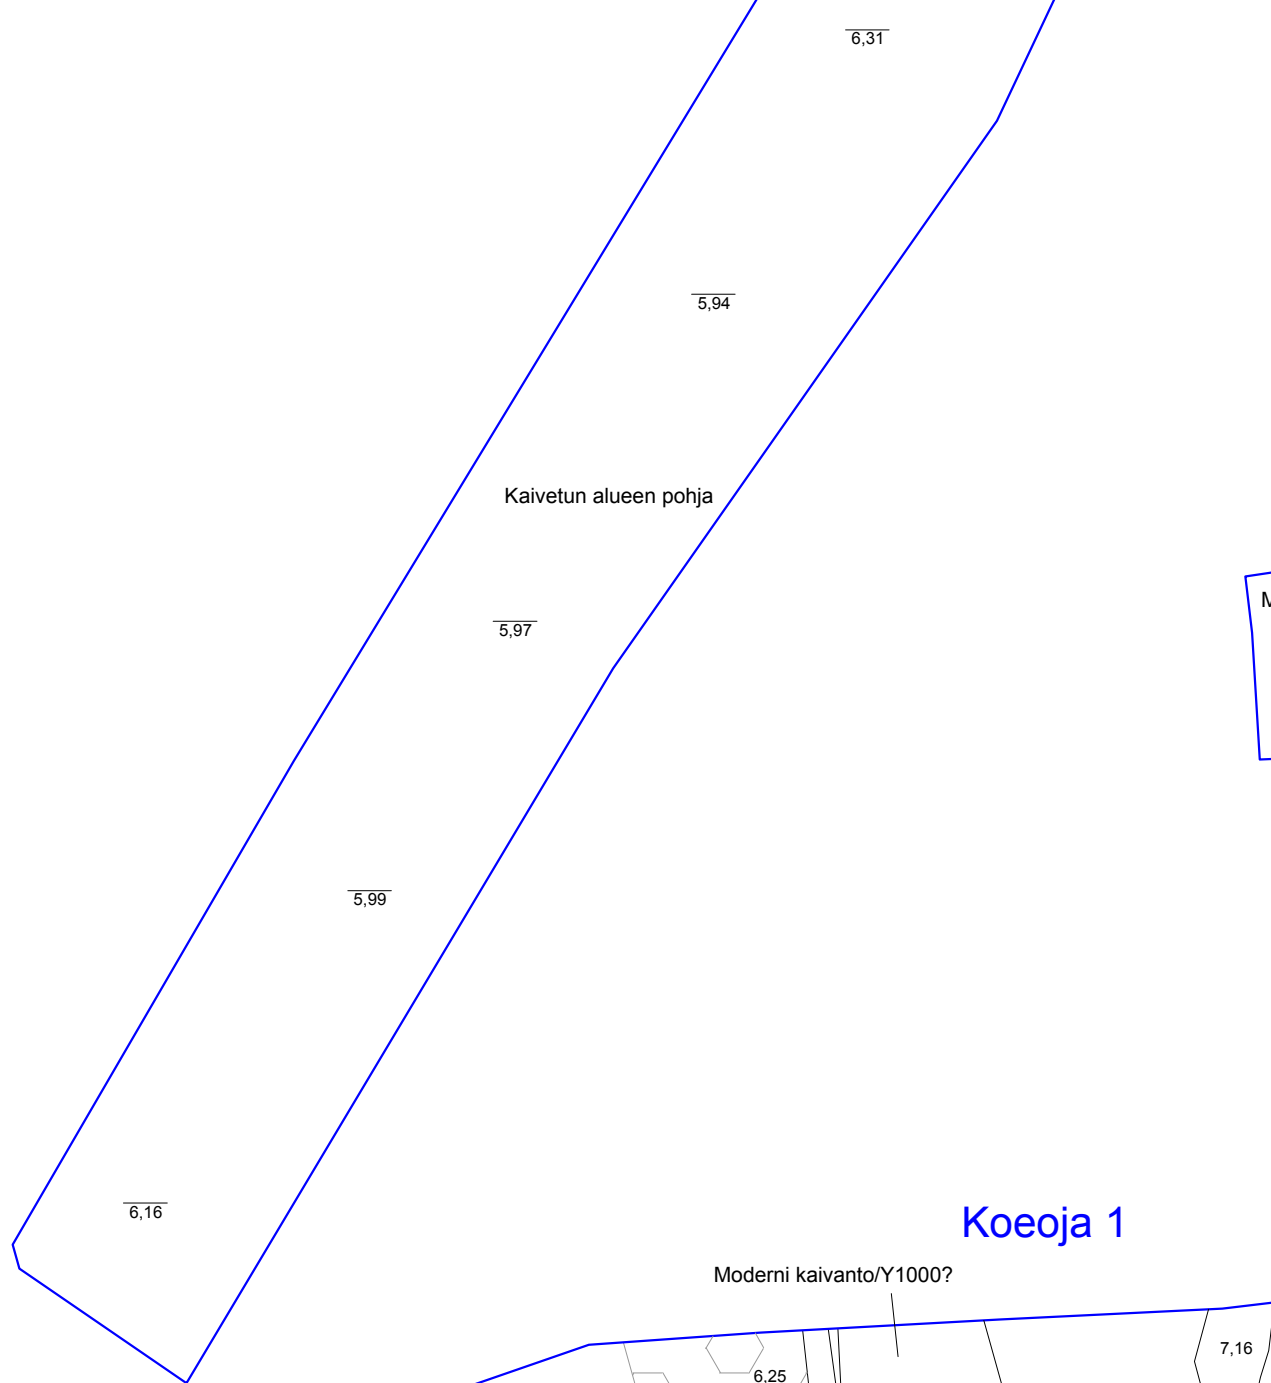 6,31
5,94
Kaivetun alueen pohja
M
5,97
5,99
6,16
Koeoja 1
Moderni kaivanto/Y1000?
7,16
6,25